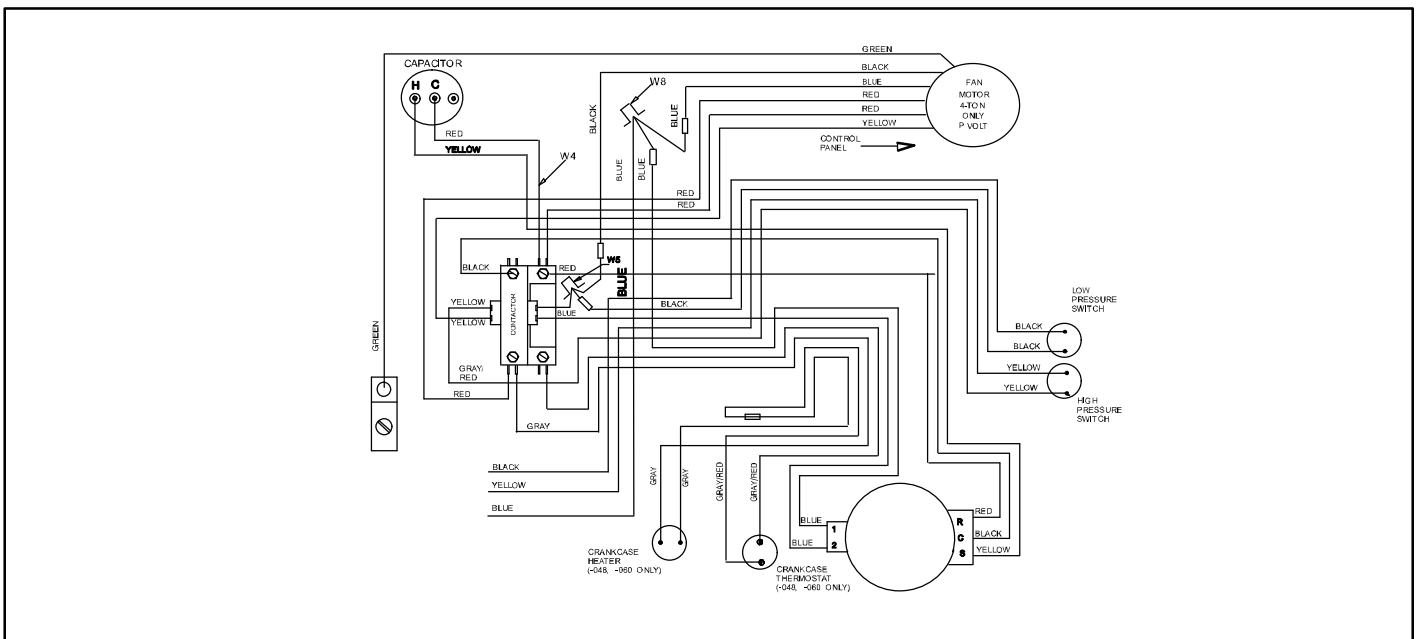 GREEN
CAPACITOR
H C
BLACK
BLUE
RED
RED
YELLOW
FAN
MOTOR
4-TON
ONLY
P VOLT
W8
BLACK
BLUE
CONTROL
PANEL
RED
YELLOW
W4
BLUE
BLUE
RED
RED
BLACK
RED
W5
BLUE
LOW
PRESSURE
SWITCH
YELLOW
YELLOW
CONTACTOR
BLUE
BLACK
BLACK
BLACK
GREEN
GRAY/
RED
RED
YELLOW
YELLOW
HIGH
PRESSURE
SWITCH
GRAY
BLACK
YELLOW
BLUE
GRAY
GRAY
GRAY/RED
GRAY/RED
BLUE
BLUE
1
2
R
C
S
RED
BLACK
YELLOW
CRANKCASE
HEATER
(-048, -060 ONLY)
CRANKCASE
THERMOSTAT
(-048, -060 ONLY)